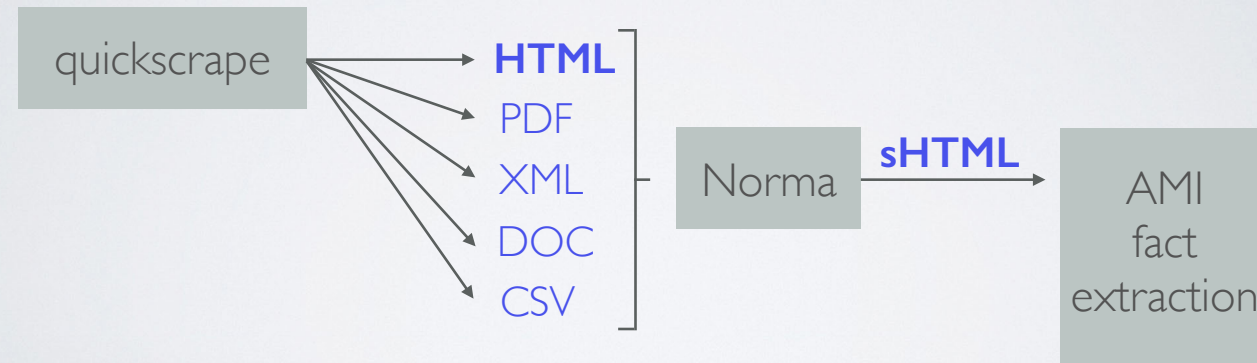 quickscrape
HTML
PDF
XML
DOC
CSV
Norma
sHTML
AMI
fact
extraction